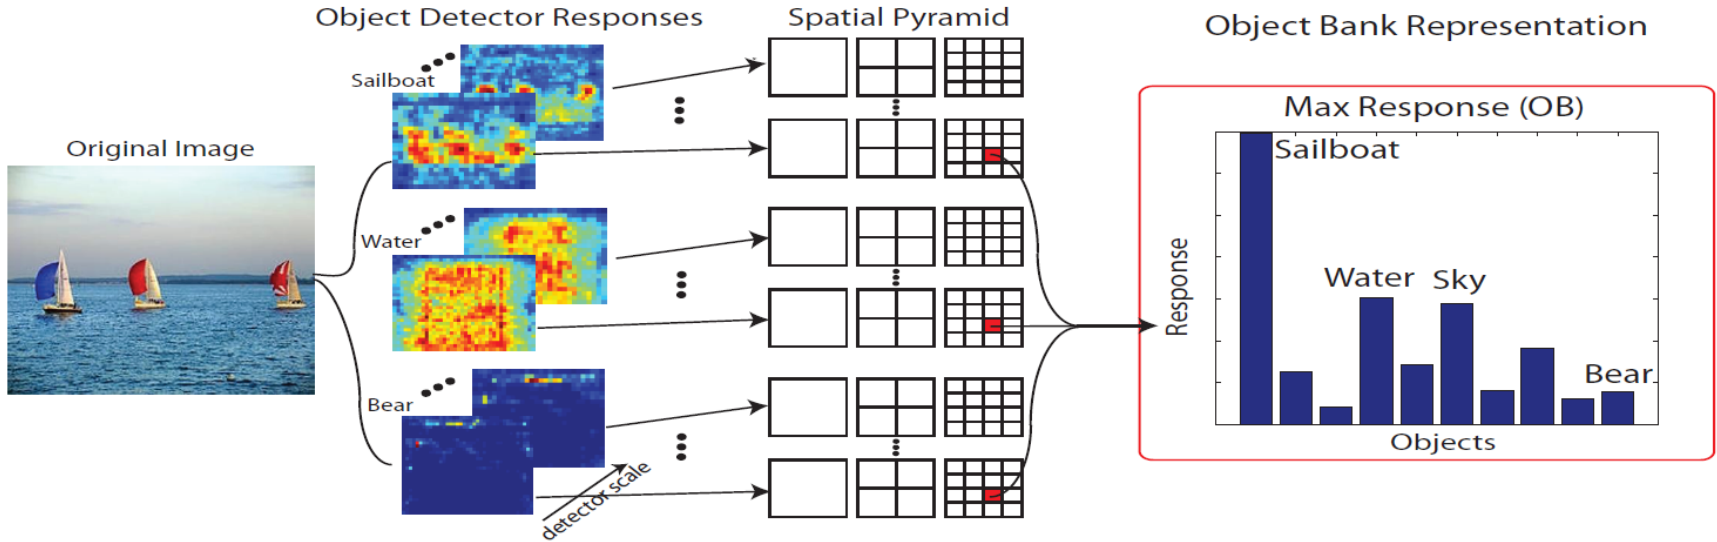 Object Detector Responses
Spatial Pyramid
Object Bank Representation
Original Image
Sailboat
Water
Bear
detector scale
Max Response (OB)
Sailboat
Water
Sky
Bear
Response
Objects